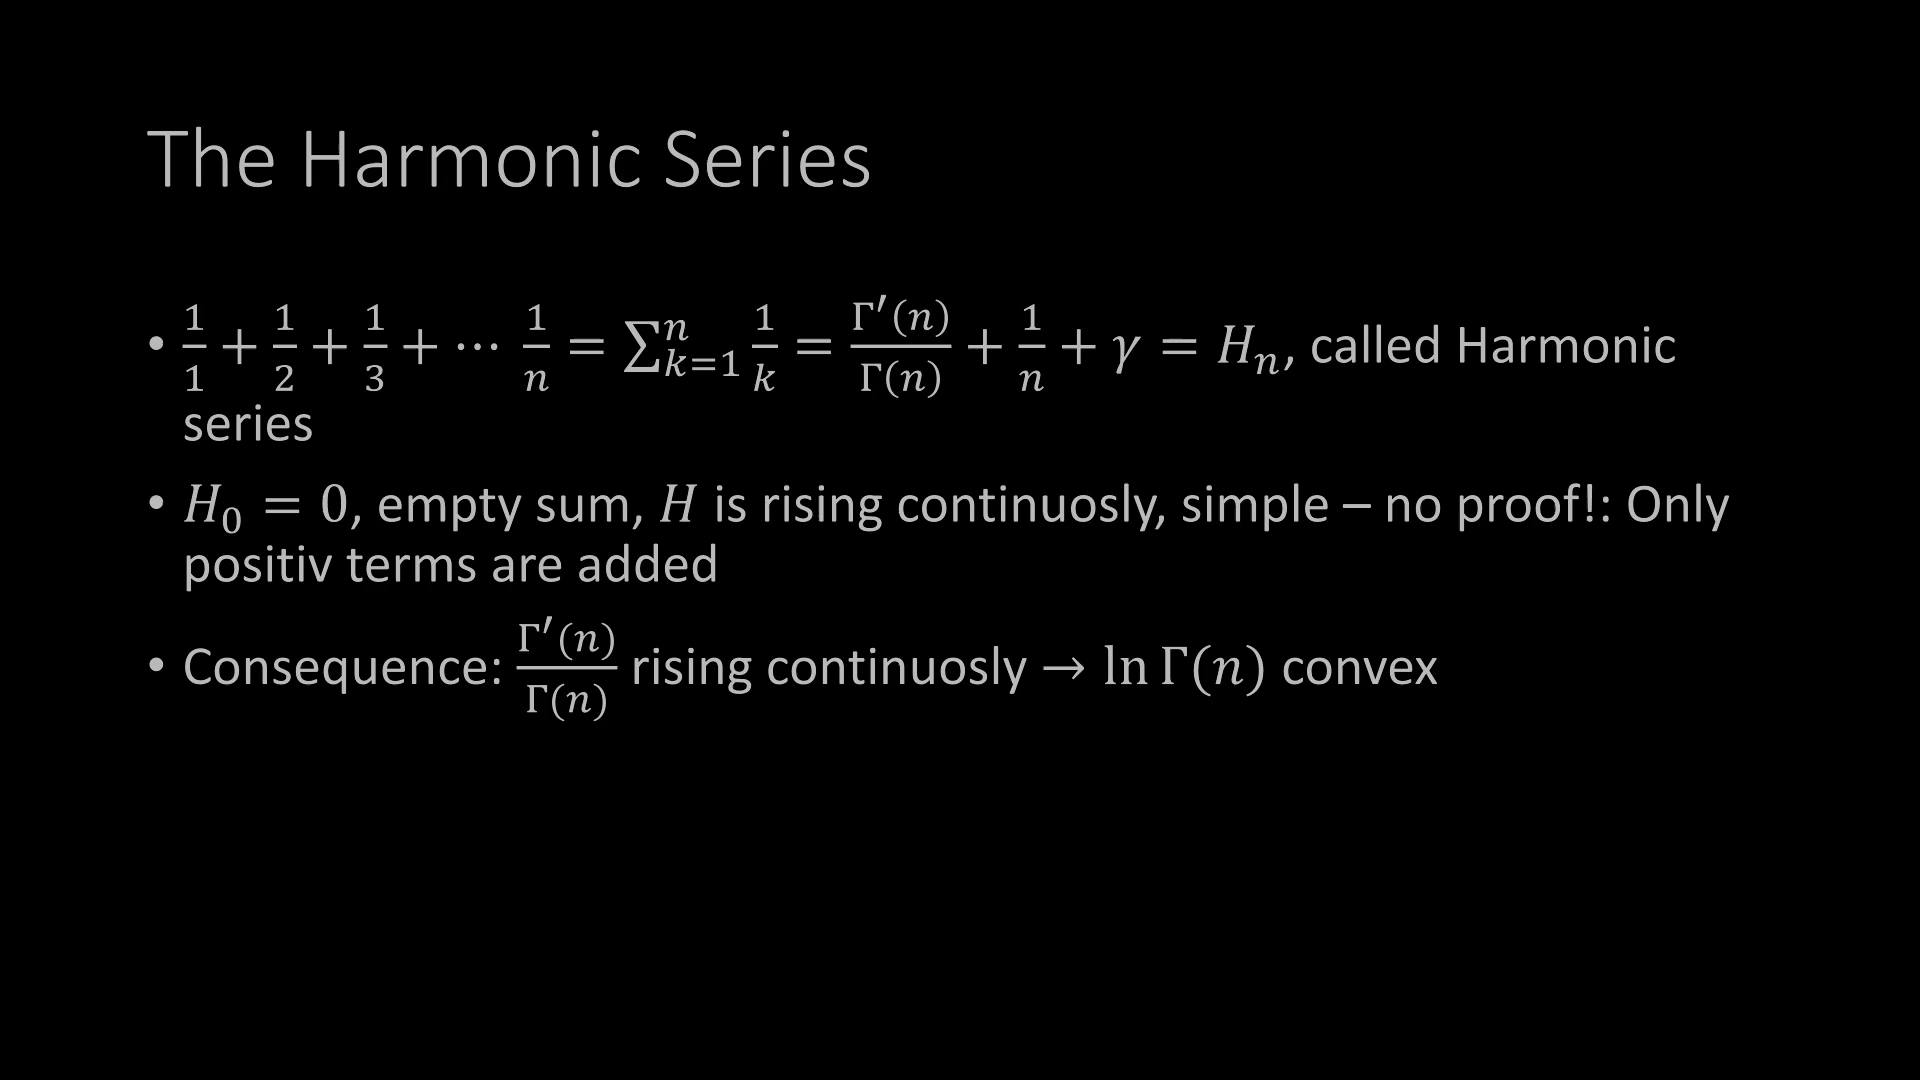 The Harmonic Series
• 1/1 + 1/2 + 1/3 + ⋯ 1/n = ∑_{k=1}^{n} 1/k = Γ′(n)/Γ(n) + 1/n + γ = H_n, called Harmonic
series
• H_0 = 0, empty sum, H is rising continuosly, simple – no proof!: Only
positiv terms are added
• Consequence: Γ′(n)/Γ(n) rising continuosly → ln Γ(n) convex